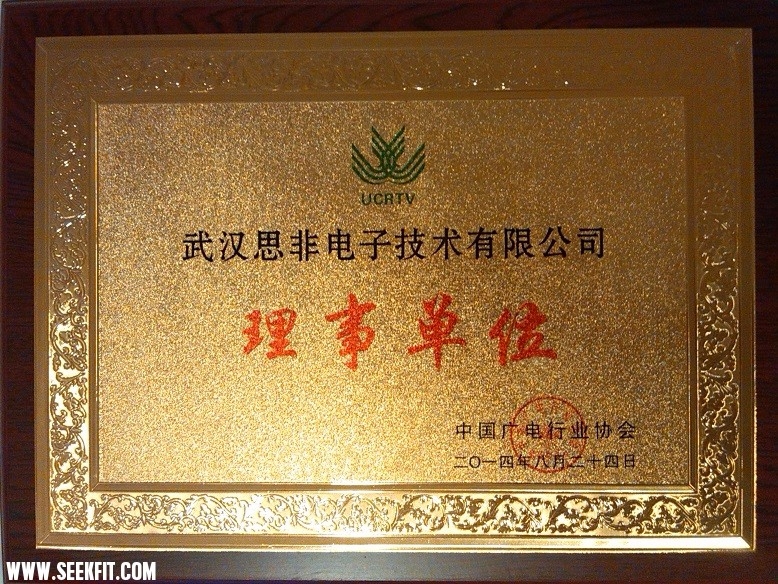 UCRTV
武汉思非电子技术有限公司
理事单位
中国广电行业协会
二〇一四年八月二十四日
WWW.SEEKFIT.COM